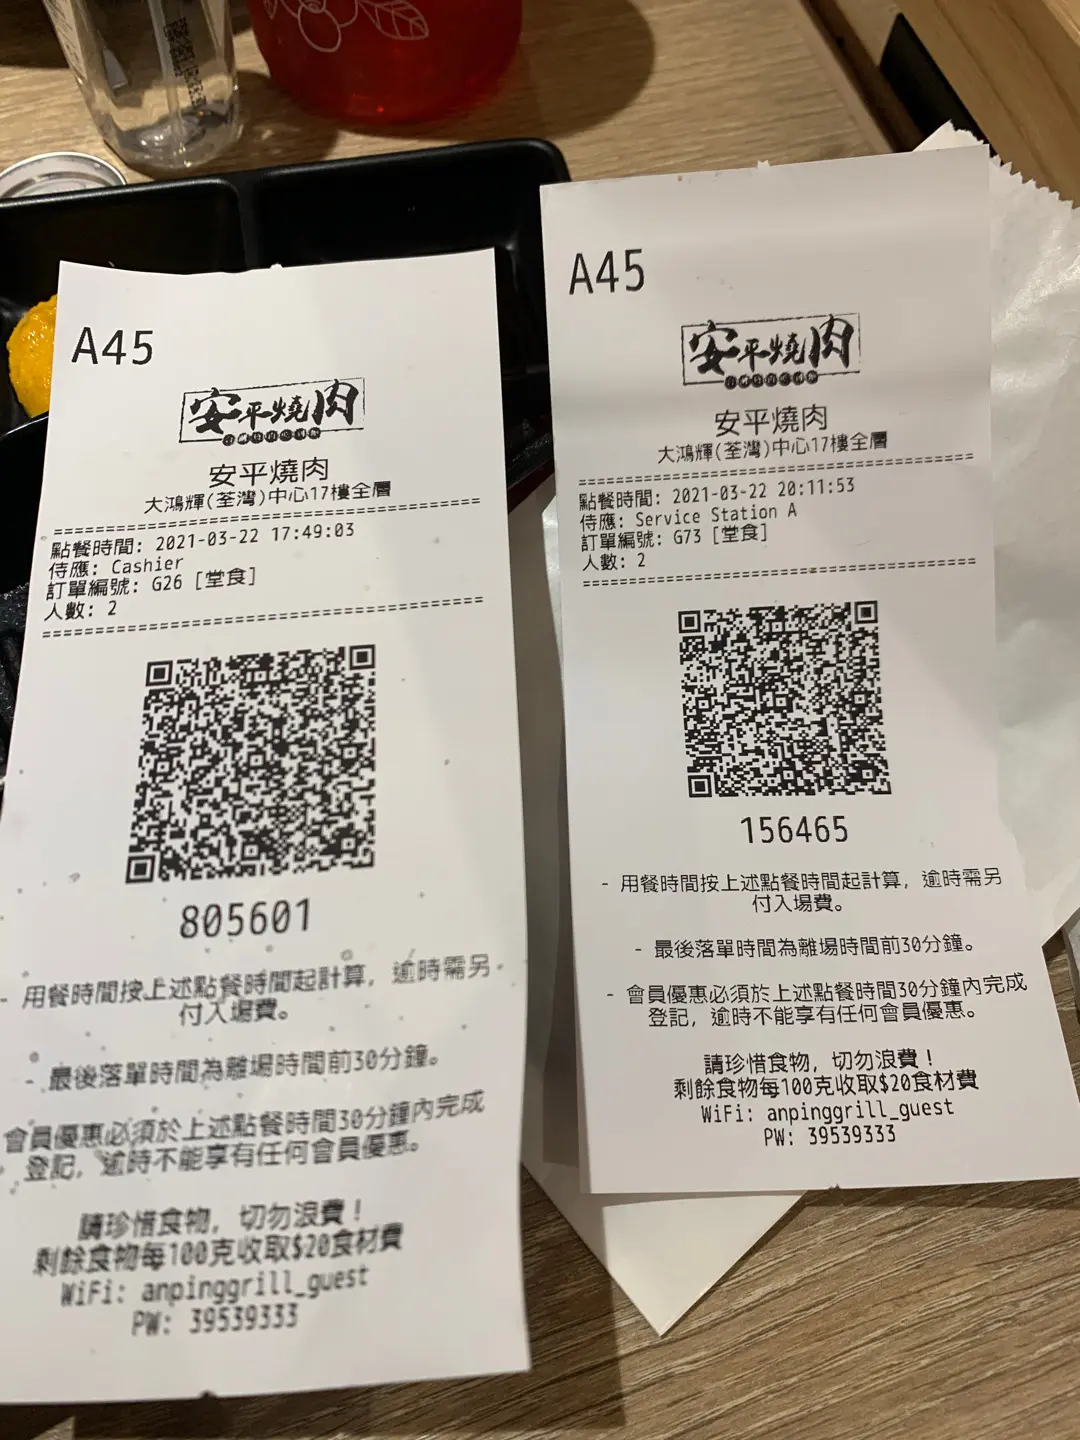 A45
安平燒肉
安平燒肉
大鴻輝(荃灣)中心17樓全層
點餐時間: 2021-03-22 17:49:03
侍應: Cashier
訂單編號: G26 [堂食]
人數: 2
805601
- 用餐時間按上述點餐時間起計算, 逾時需另
付入場費。
- 最後落單時間為離場時間前30分鐘。
會員優惠必須於上述點餐時間30分鐘內完成
登記, 逾時不能享有任何會員優惠。
請珍惜食物, 切勿浪費!
剩餘食物每100克收取$20食材費
WiFi: anpinggrill_guest
PW: 39539333
A45
安平燒肉
安平燒肉
大鴻輝(荃灣)中心17樓全層
點餐時間: 2021-03-22 20:11:53
侍應: Service Station A
訂單編號: G73 [堂食]
人數: 2
156465
- 用餐時間按上述點餐時間起計算, 逾時需另
付入場費。
- 最後落單時間為離場時間前30分鐘。
- 會員優惠必須於上述點餐時間30分鐘內完成
登記, 逾時不能享有任何會員優惠。
請珍惜食物, 切勿浪費!
剩餘食物每100克收取$20食材費
WiFi: anpinggrill_guest
PW: 39539333